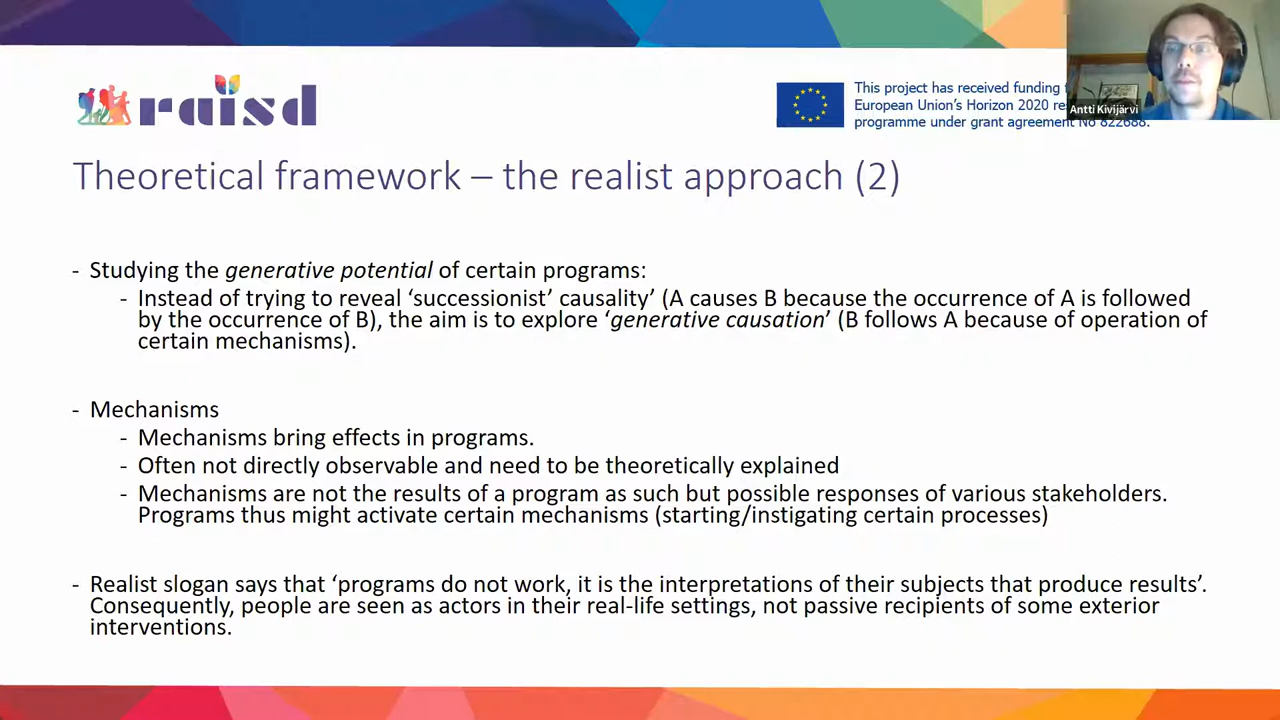 raisd
This project has received funding
European Union's Horizon 2020
programme under grant agreement No 822688.
Antti Kivijärvi
Theoretical framework – the realist approach (2)
- Studying the generative potential of certain programs:
- Instead of trying to reveal 'successionist' causality' (A causes B because the occurrence of A is followed
by the occurrence of B), the aim is to explore 'generative causation' (B follows A because of operation of
certain mechanisms).
- Mechanisms
- Mechanisms bring effects in programs.
- Often not directly observable and need to be theoretically explained
- Mechanisms are not the results of a program as such but possible responses of various stakeholders.
Programs thus might activate certain mechanisms (starting/instigating certain processes)
- Realist slogan says that 'programs do not work, it is the interpretations of their subjects that produce results'.
Consequently, people are seen as actors in their real-life settings, not passive recipients of some exterior
interventions.